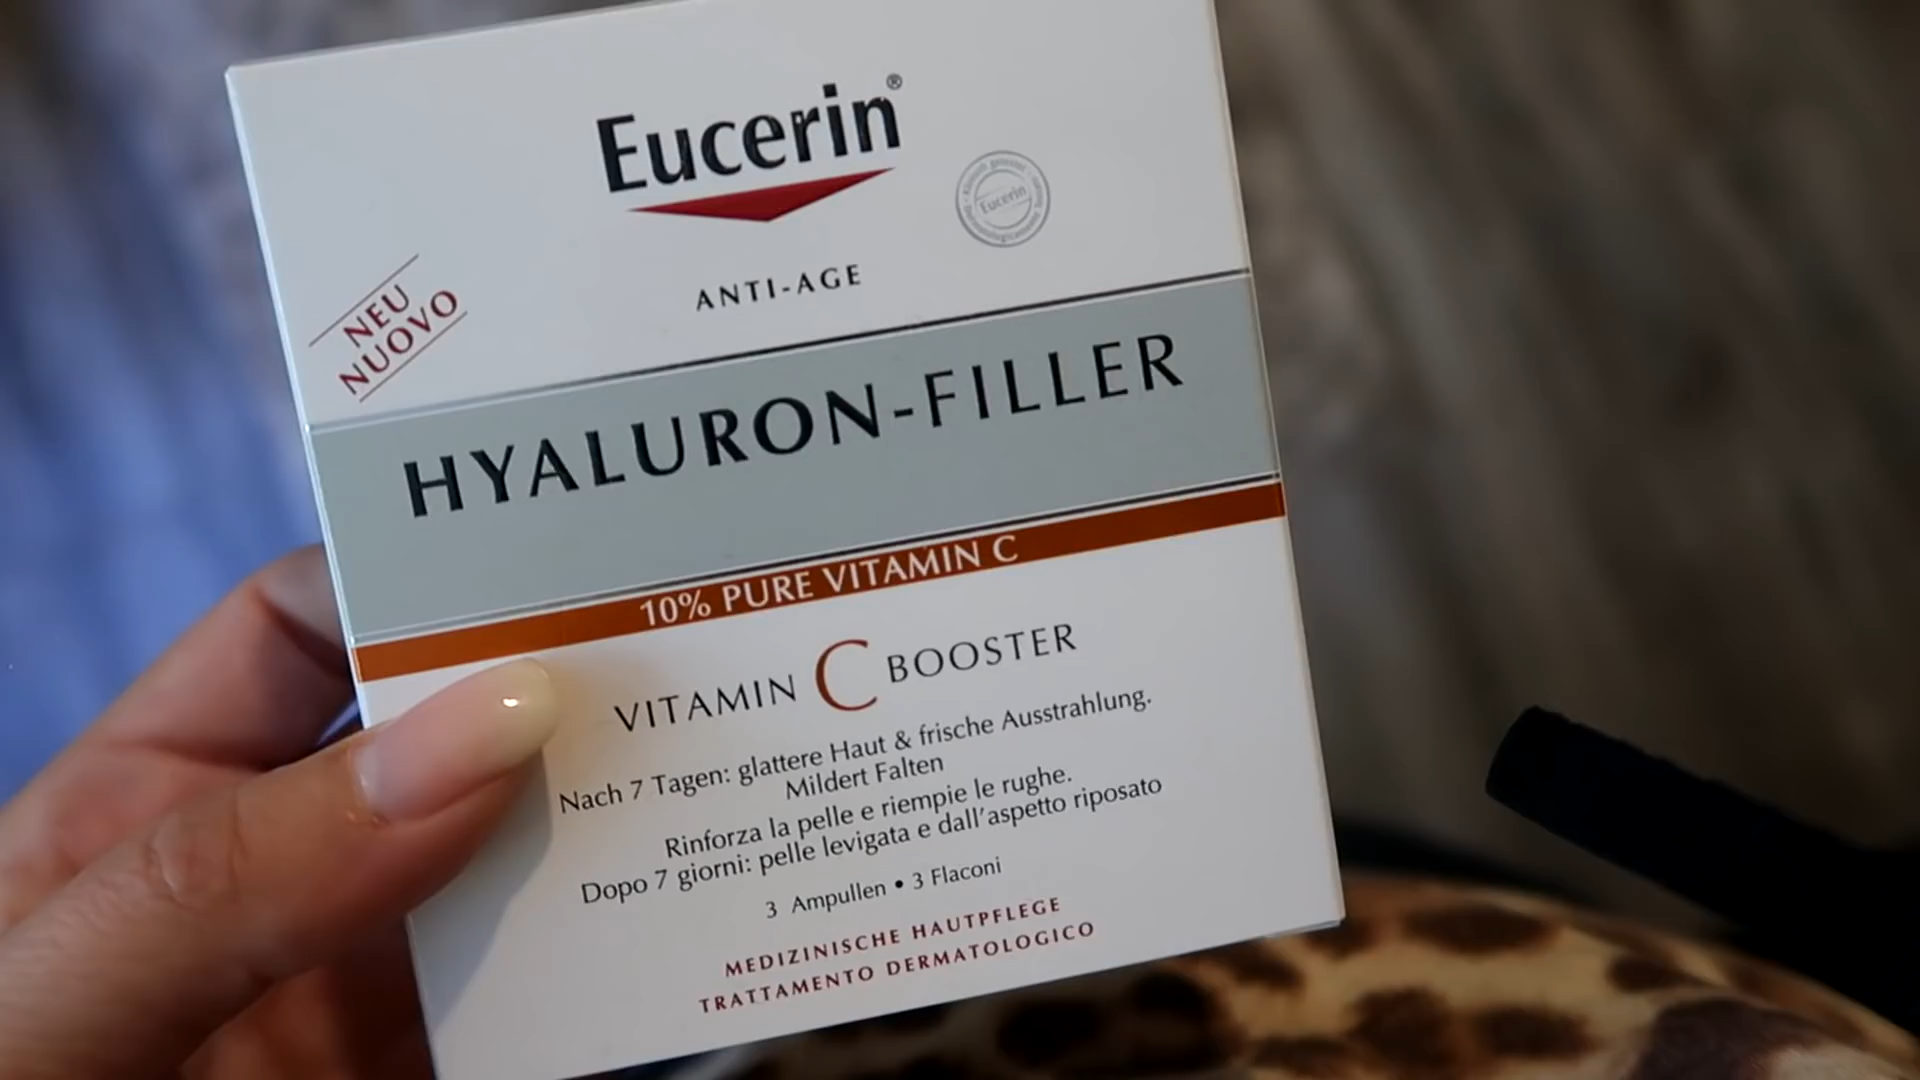 Eucerin®
Eucerin
ANTI-AGE
NEU
NUOVO
HYALURON-FILLER
10% PURE VITAMIN C
VITAMIN C BOOSTER
Nach 7 Tagen: glattere Haut & frische Ausstrahlung.
Mildert Falten
Rinforza la pelle e riempie le rughe.
Dopo 7 giorni: pelle levigata e dall'aspetto riposato
3 Ampullen • 3 Flaconi
MEDIZINISCHE HAUTPFLEGE
TRATTAMENTO DERMATOLOGICO